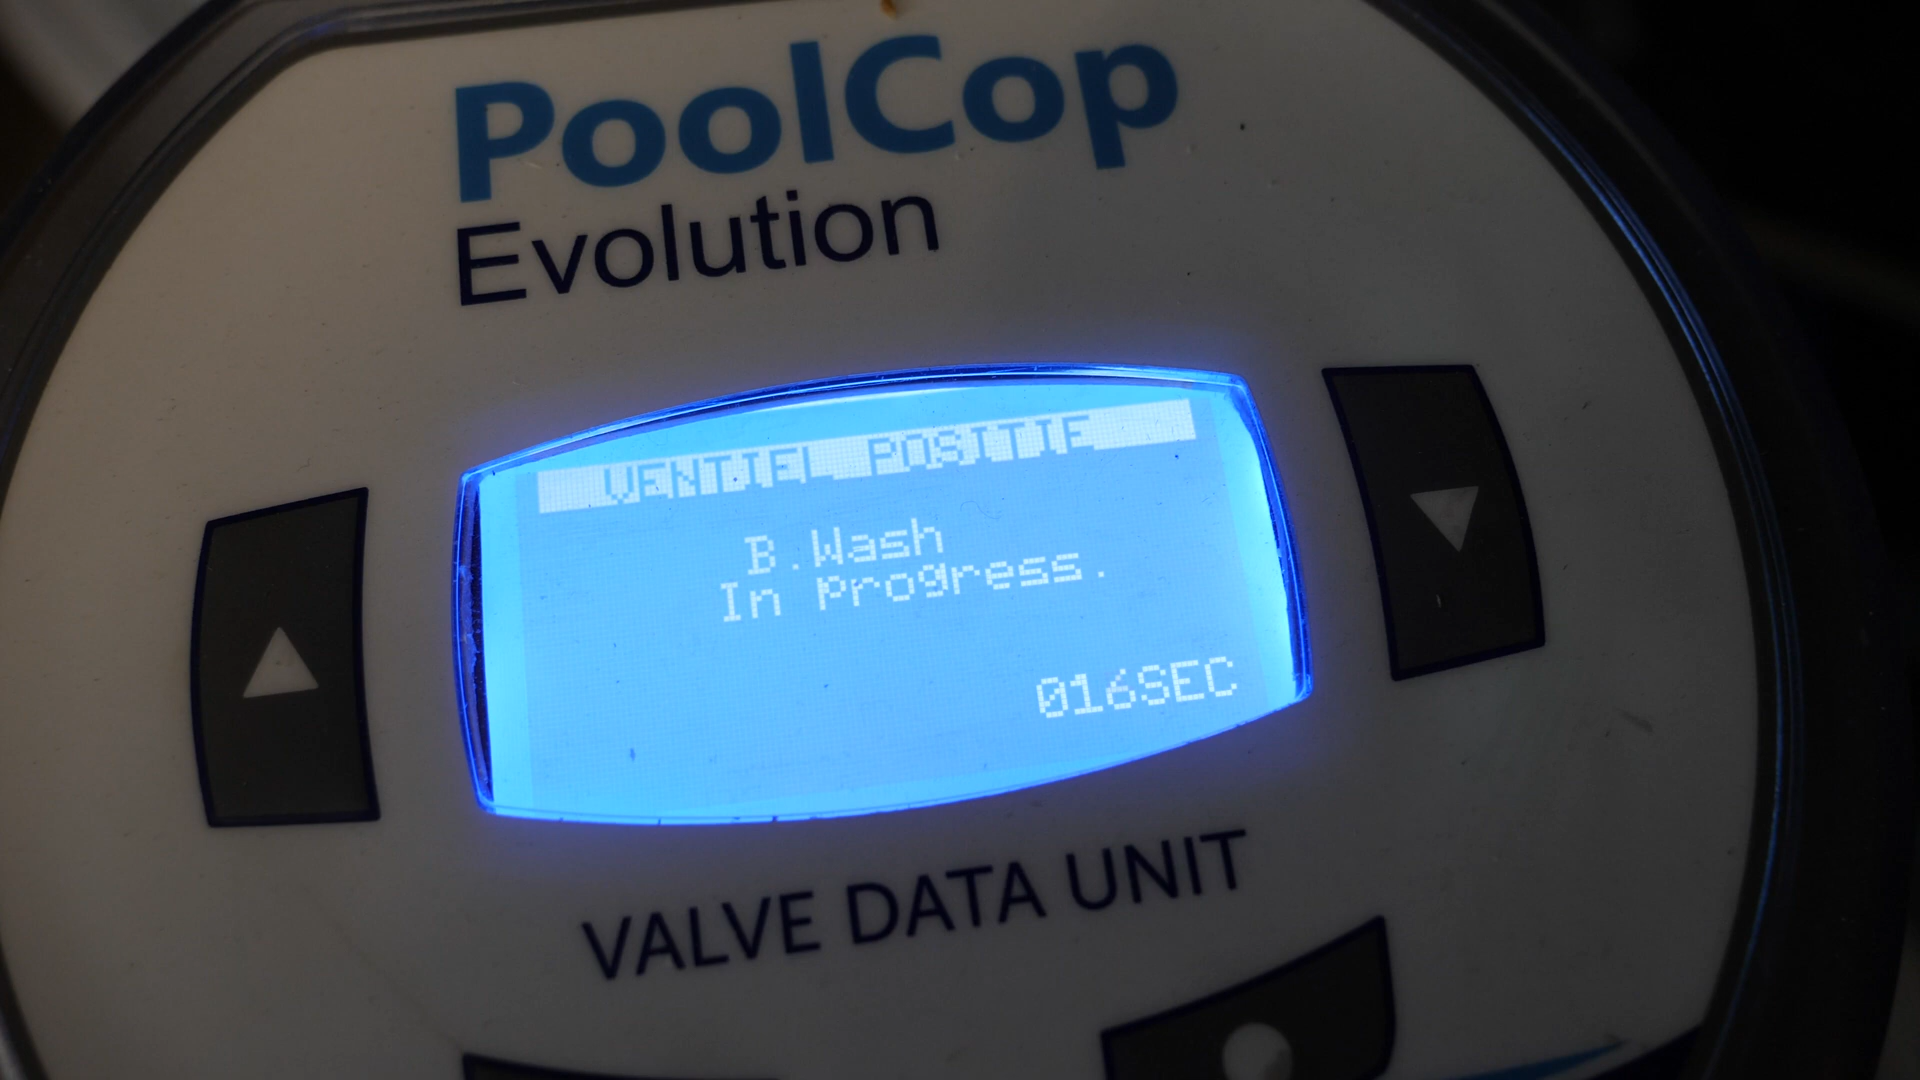 PoolCop
Evolution
VENTIEL POSITIE
B.Wash
In Progress.
016SEC
VALVE DATA UNIT